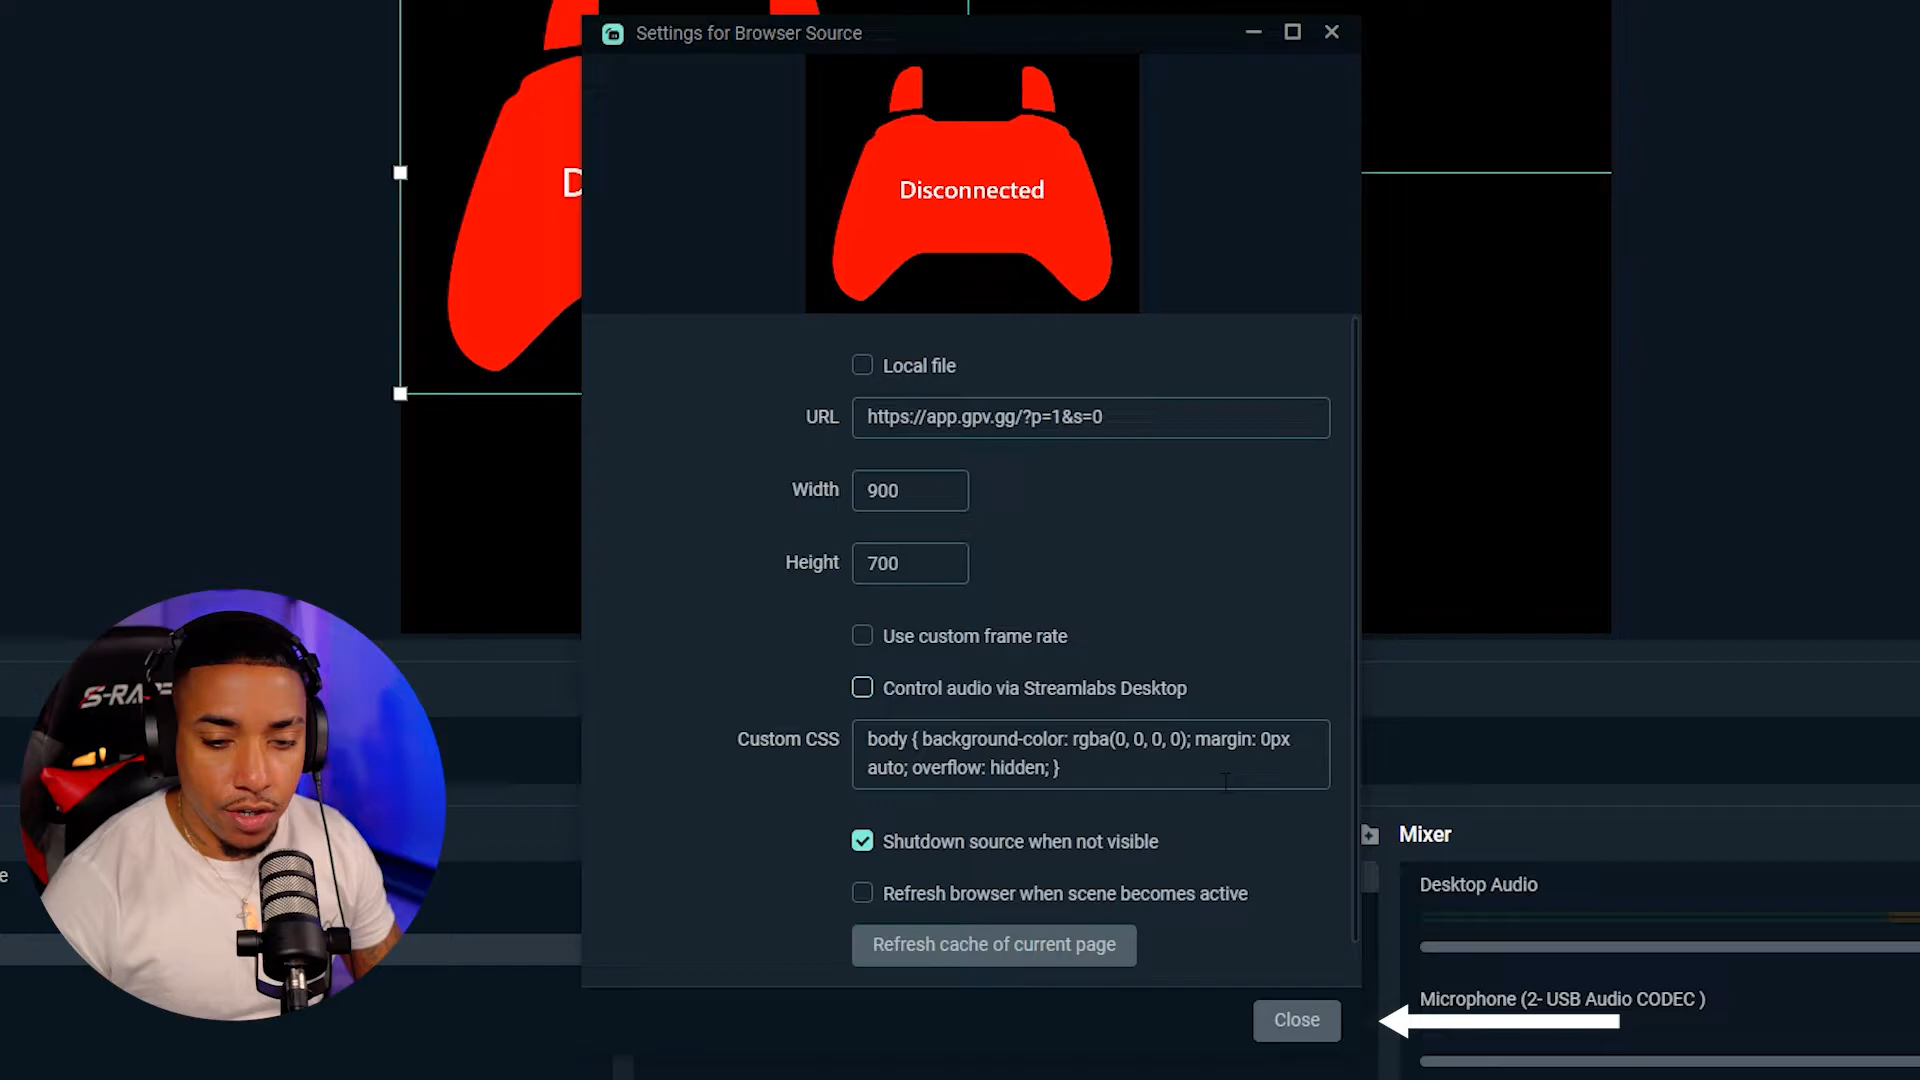 Settings for Browser Source
D
Disconnected
Local file
URL
https://app.gpv.gg/?p=1&s=0
Width
900
Height
700
Use custom frame rate
Control audio via Streamlabs Desktop
Custom CSS
body { background-color: rgba(0, 0, 0, 0); margin: 0px
auto; overflow: hidden; }
Shutdown source when not visible
Refresh browser when scene becomes active
Refresh cache of current page
Close
Mixer
Desktop Audio
Microphone (2- USB Audio CODEC )
e